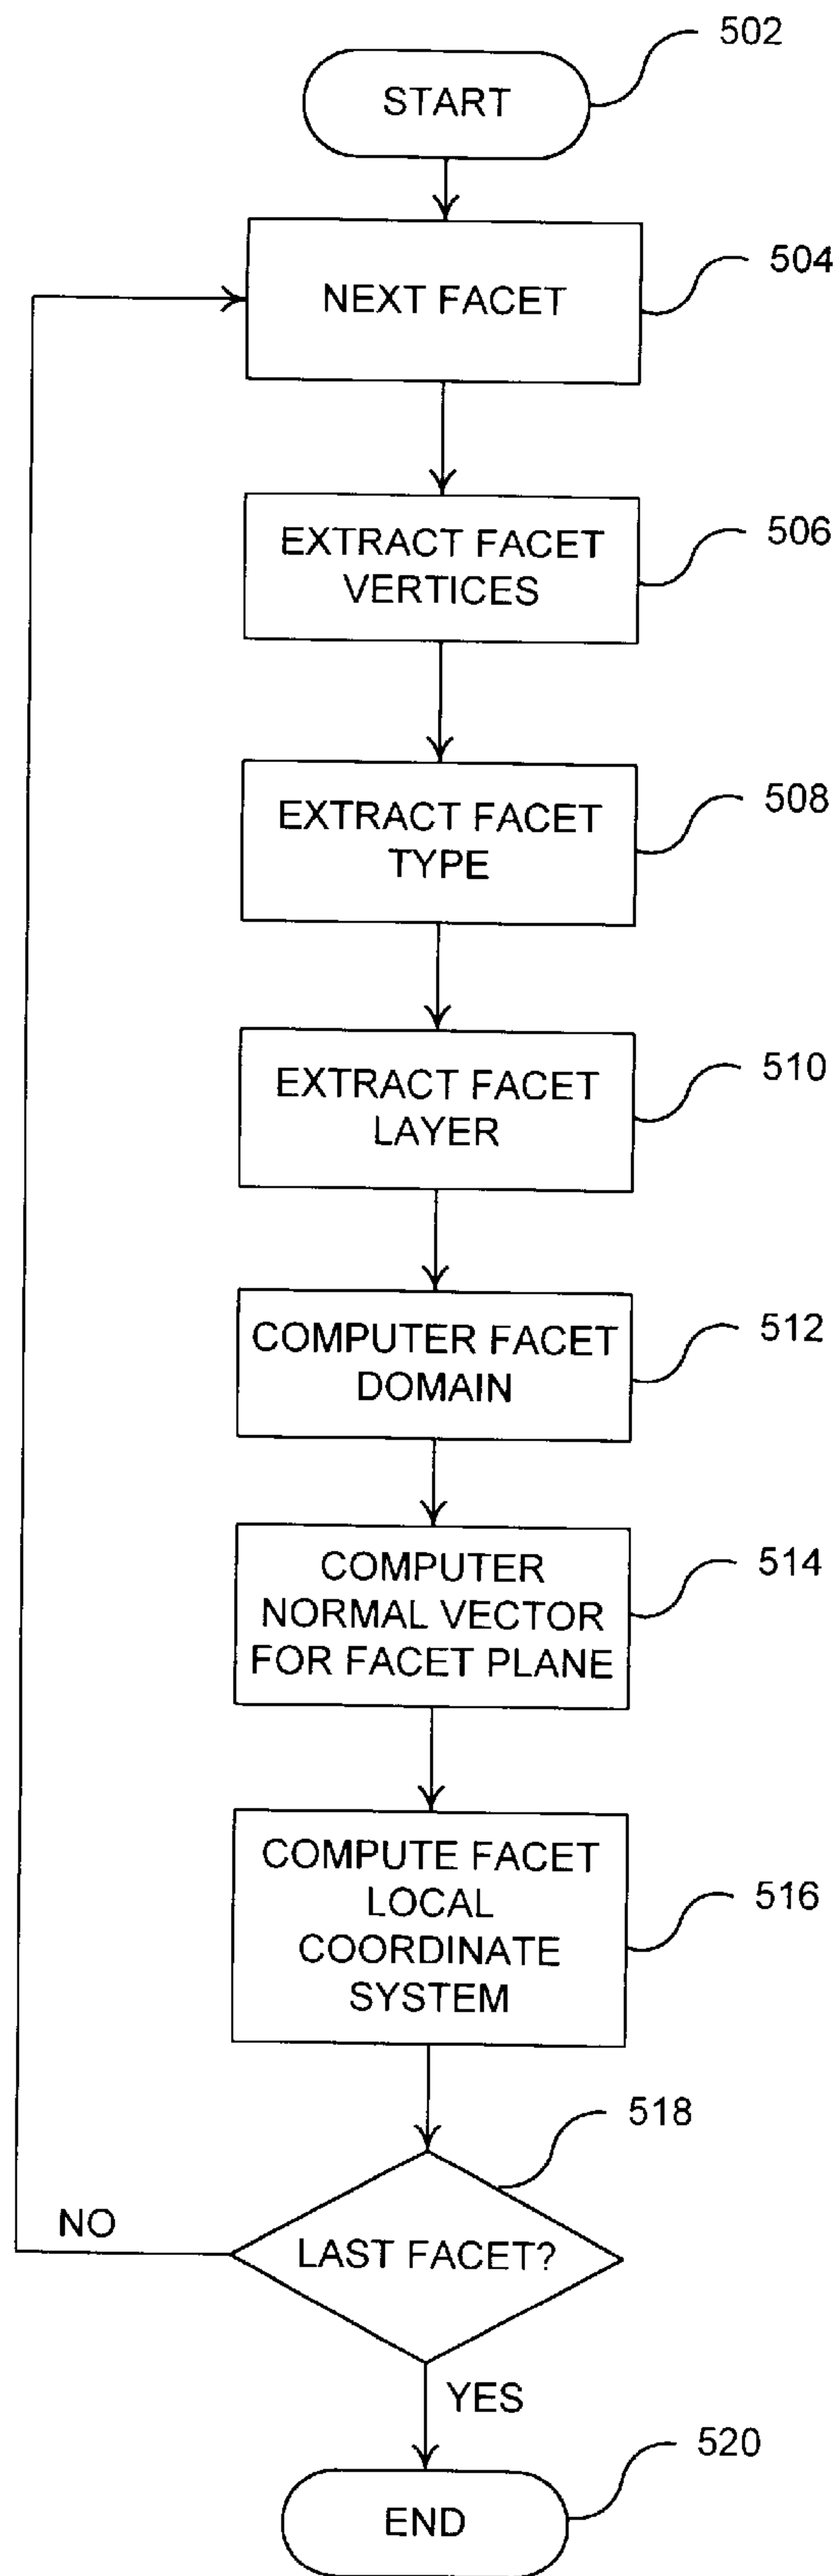 START
502
NEXT FACET
504
EXTRACT FACET
VERTICES
506
EXTRACT FACET
TYPE
508
EXTRACT FACET
LAYER
510
COMPUTER FACET
DOMAIN
512
COMPUTER
NORMAL VECTOR
FOR FACET PLANE
514
COMPUTE FACET
LOCAL
COORDINATE
SYSTEM
516
518
NO
LAST FACET?
YES
520
END